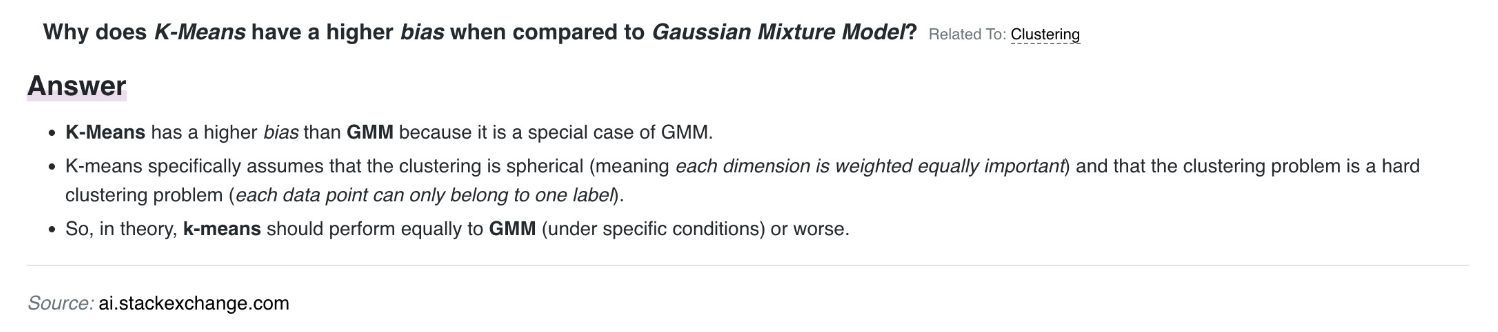 Why does K-Means have a higher bias when compared to Gaussian Mixture Model? Related To: Clustering
Answer
• K-Means has a higher bias than GMM because it is a special case of GMM.
• K-means specifically assumes that the clustering is spherical (meaning each dimension is weighted equally important) and that the clustering problem is a hard
clustering problem (each data point can only belong to one label).
• So, in theory, k-means should perform equally to GMM (under specific conditions) or worse.
Source: ai.stackexchange.com